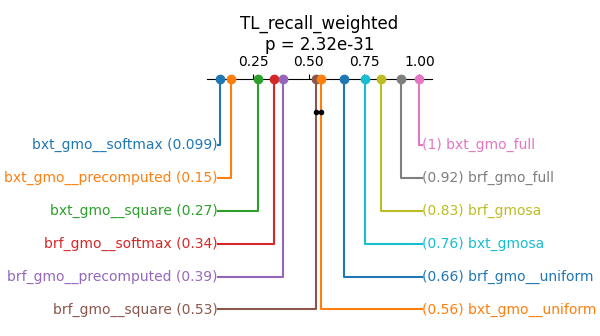 TL_recall_weighted
p = 2.32e-31
0.25 0.50 0.75 1.00
bxt_gmo__softmax (0.099)
(1) bxt_gmo_full
bxt_gmo__precomputed (0.15)
(0.92) brf_gmo_full
bxt_gmo__square (0.27)
(0.83) brf_gmosa
brf_gmo__softmax (0.34)
(0.76) bxt_gmosa
brf_gmo__precomputed (0.39)
(0.66) brf_gmo__uniform
brf_gmo__square (0.53)
(0.56) bxt_gmo__uniform